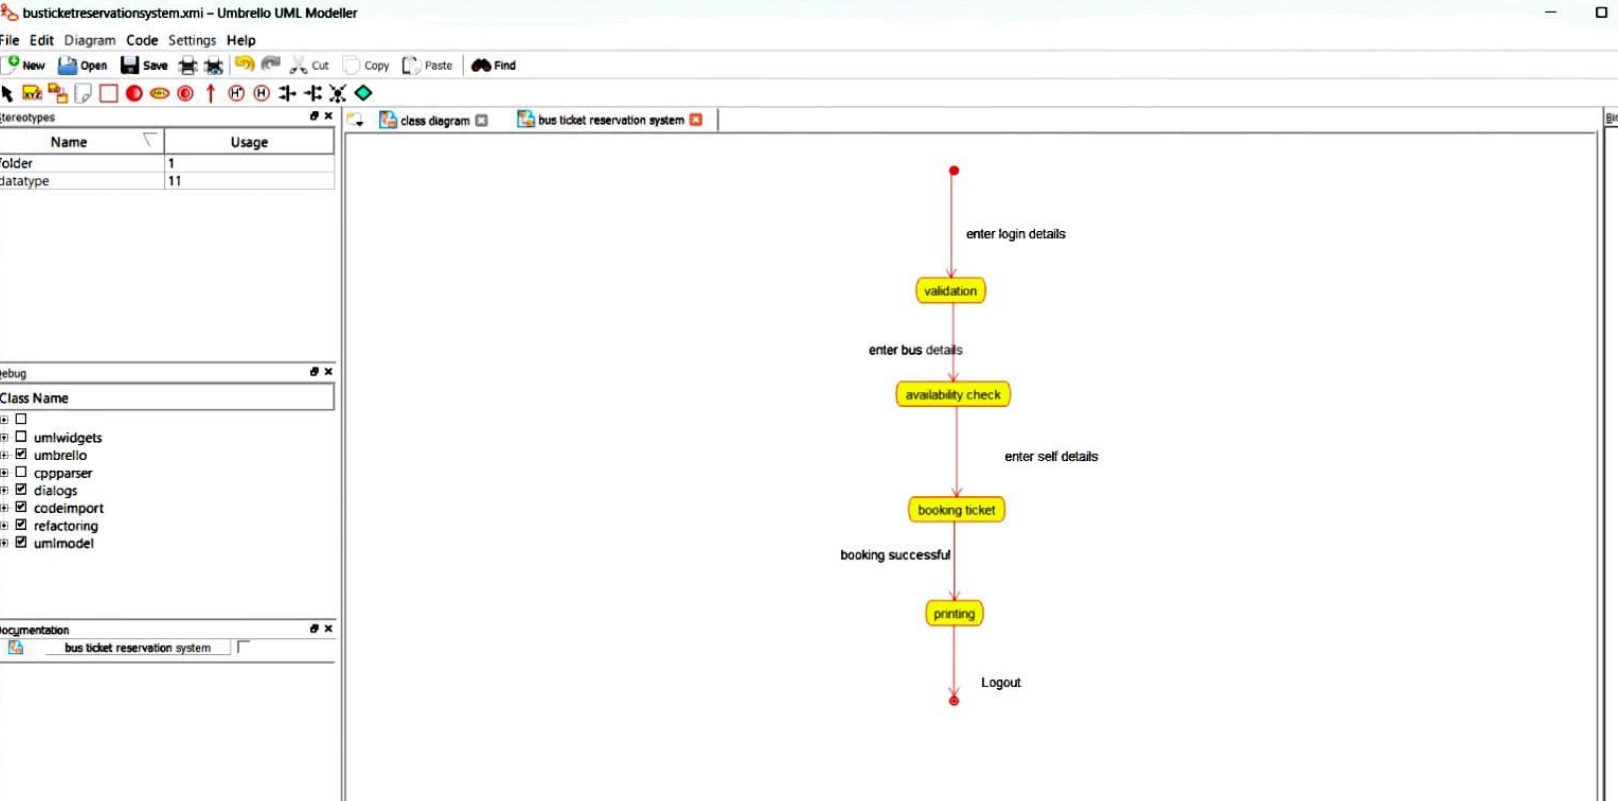 busticketreservationsystem.xmi – Umbrello UML Modeller
File Edit Diagram Code Settings Help
New Open Save Cut Copy Paste Find
XYZ
tereotypes
class diagram
bus ticket reservation system
Name Usage
folder 1
datatype 11
enter login details
validation
enter bus details
availability check
enter self details
booking ticket
booking successful
printing
Logout
ebug
Class Name
umlwidgets
umbrello
cppparser
dialogs
codeimport
refactoring
umlmodel
ocumentation
bus ticket reservation system